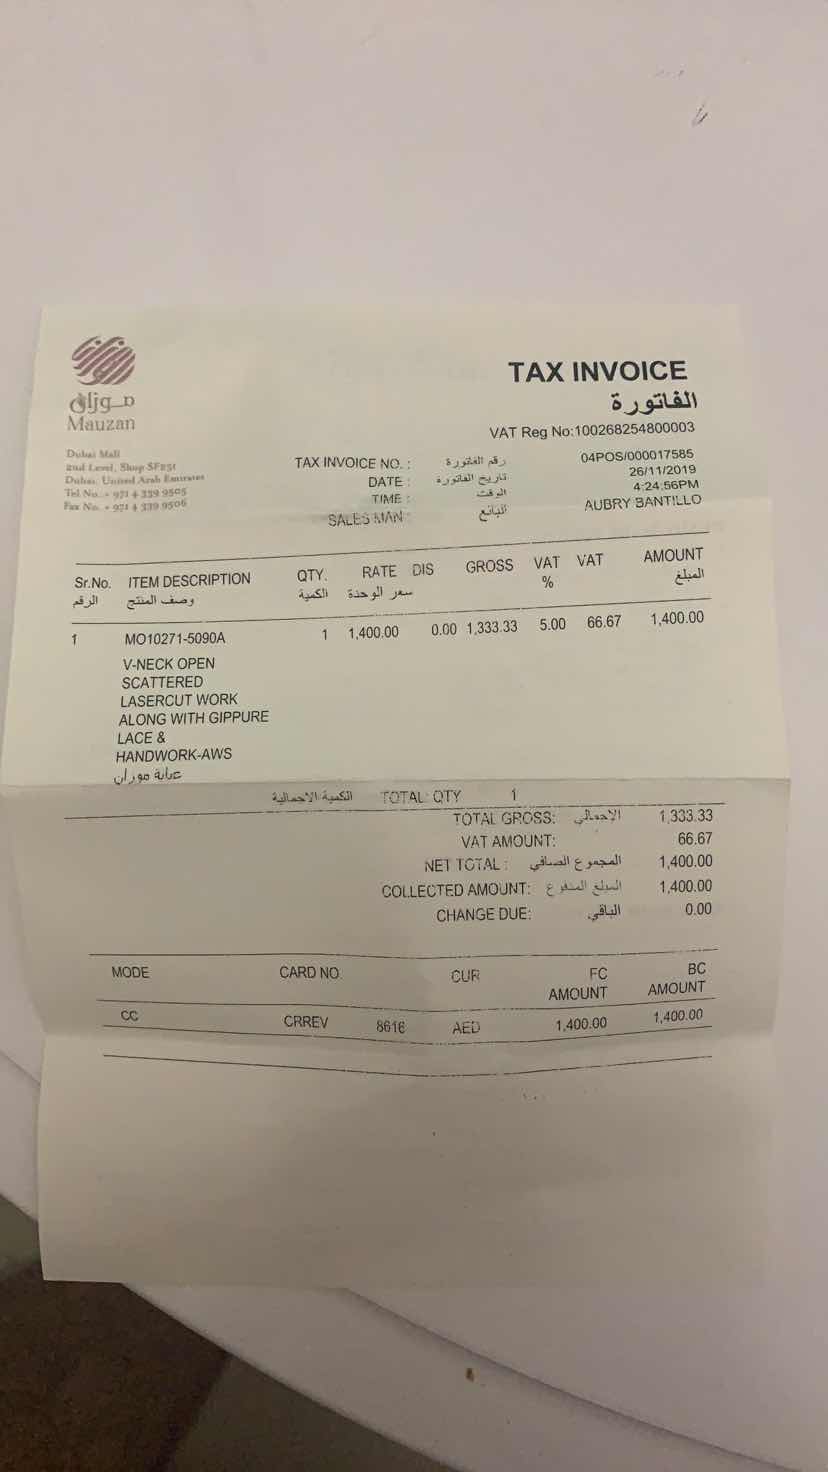 موزان
Mauzan
Dubai Mall
2nd Level, Shop SF251
Dubai, United Arab Emirates
Tel No. + 971 4 339 9505
Fax No. + 971 4 339 9506
TAX INVOICE
الفاتورة
VAT Reg No:100268254800003
TAX INVOICE NO. : رقم الفاتورة 04POS/000017585
DATE : تاريخ الفاتورة 26/11/2019
TIME : الوقت 4:24:56PM
SALES MAN : البائع AUBRY BANTILLO
Sr.No. ITEM DESCRIPTION QTY. RATE DIS GROSS VAT % VAT AMOUNT
الرقم وصف المنتج الكمية سعر الوحدة المبلغ
1 MO10271-5090A 1 1,400.00 0.00 1,333.33 5.00 66.67 1,400.00
V-NECK OPEN
SCATTERED
LASERCUT WORK
ALONG WITH GIPPURE
LACE &
HANDWORK-AWS
عباية موزان
الكمية الاجمالية TOTAL QTY 1
TOTAL GROSS: الاجمالي 1,333.33
VAT AMOUNT: 66.67
NET TOTAL : المجموع الصافي 1,400.00
COLLECTED AMOUNT: المبلغ المدفوع 1,400.00
CHANGE DUE: الباقي 0.00
MODE CARD NO. CUR FC AMOUNT BC AMOUNT
CC CRREV 8616 AED 1,400.00 1,400.00